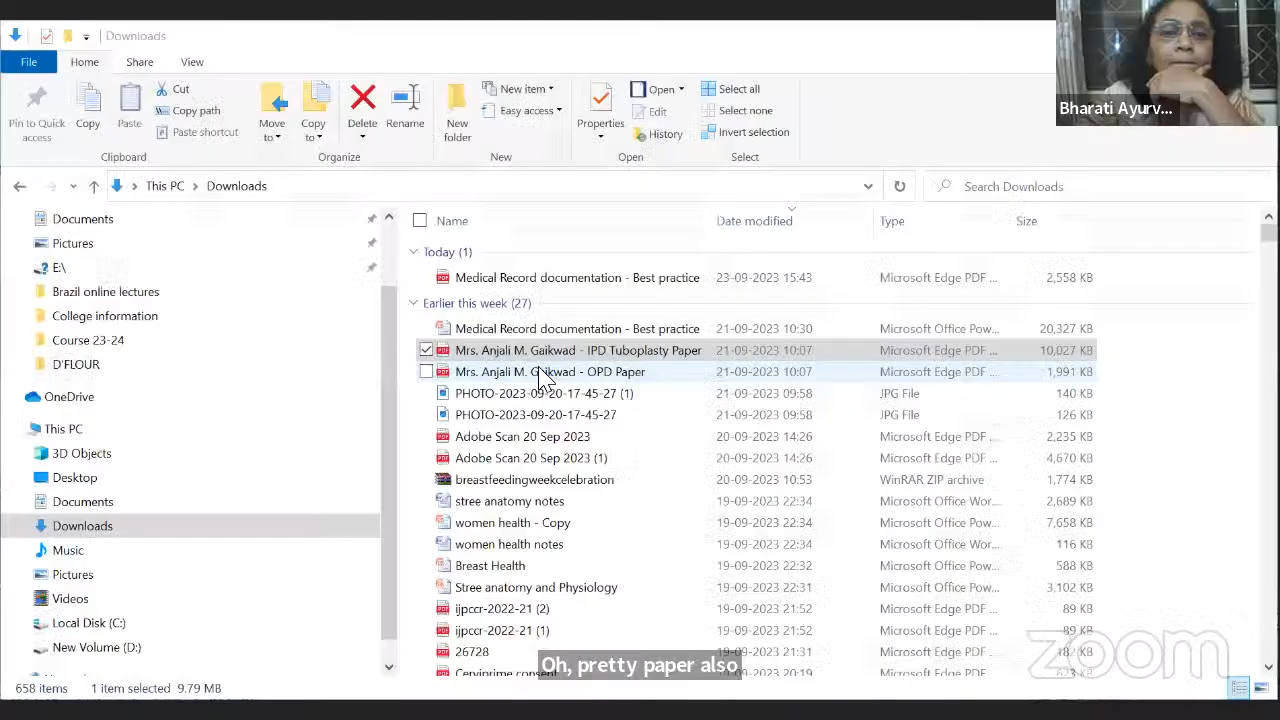 Downloads
File Home Share View
Pin to Quick access
Copy
Paste
Cut
Copy path
Paste shortcut
Clipboard
Move to
Copy to
Delete
Rename
Organize
New folder
New item
Easy access
New
Properties
Open
Edit
History
Open
Select all
Select none
Invert selection
Select
Bharati Ayurv...
This PC Downloads
Search Downloads
Documents
Pictures
E:\
Brazil online lectures
College information
Course 23-24
D'FLOUR
OneDrive
This PC
3D Objects
Desktop
Documents
Downloads
Music
Pictures
Videos
Local Disk (C:)
New Volume (D:)
Name Date modified Type Size
Today (1)
Medical Record documentation - Best practice 23-09-2023 15:43 Microsoft Edge PDF ... 2,558 KB
Earlier this week (27)
Medical Record documentation - Best practice 21-09-2023 10:30 Microsoft Office Pow... 20,327 KB
Mrs. Anjali M. Gaikwad - IPD Tuboplasty Paper 21-09-2023 10:07 Microsoft Edge PDF ... 10,027 KB
Mrs. Anjali M. Gaikwad - OPD Paper 21-09-2023 10:07 Microsoft Edge PDF ... 1,991 KB
PHOTO-2023-09-20-17-45-27 (1) 21-09-2023 09:58 JPG File 140 KB
PHOTO-2023-09-20-17-45-27 21-09-2023 09:58 JPG File 126 KB
Adobe Scan 20 Sep 2023 20-09-2023 14:26 Microsoft Edge PDF ... 2,235 KB
Adobe Scan 20 Sep 2023 (1) 20-09-2023 14:26 Microsoft Edge PDF ... 4,670 KB
breastfeedingweekcelebration 20-09-2023 10:53 WinRAR ZIP archive 1,774 KB
stree anatomy notes 19-09-2023 22:34 Microsoft Office Wor... 2,689 KB
women health - Copy 19-09-2023 22:34 Microsoft Office Pow... 7,658 KB
women health notes 19-09-2023 22:34 Microsoft Office Wor... 116 KB
Breast Health 19-09-2023 22:32 Microsoft Office Pow... 588 KB
Stree anatomy and Physiology 19-09-2023 22:31 Microsoft Office Pow... 3,102 KB
ijpccr-2022-21 (2) 19-09-2023 21:52 Microsoft Edge PDF ... 89 KB
ijpccr-2022-21 (1) 19-09-2023 21:52 Microsoft Edge PDF ... 89 KB
26728 19-09-2023 21:31 Microsoft Edge PDF ... 182 KB
Cerviprime consent Microsoft Edge PDF ... 623 KB
Oh, pretty paper also
zoom
658 items 1 item selected 9.79 MB